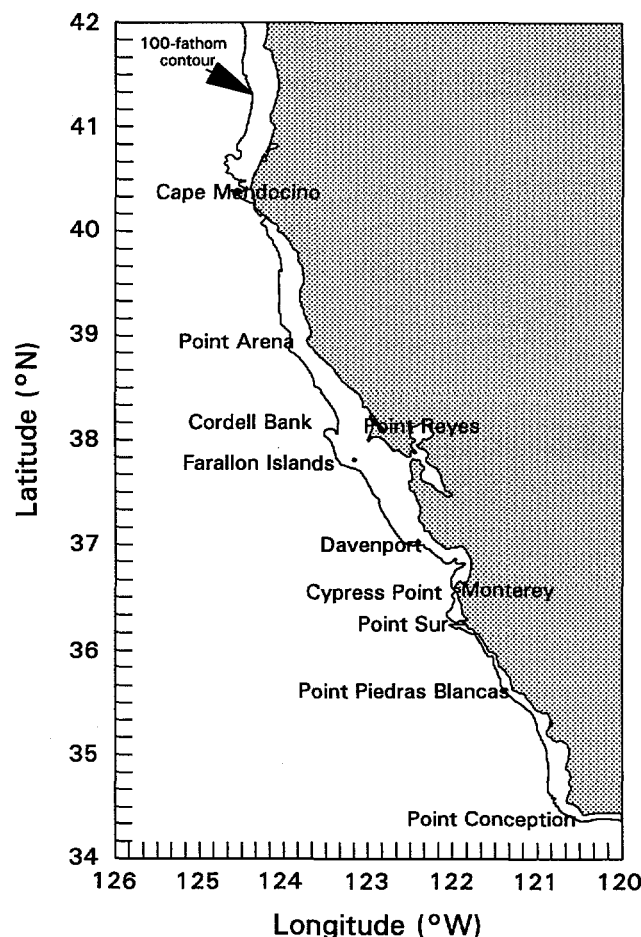 42
100-fathom
contour
41
Cape Mendocino
40
39
Point Arena
Cordell Bank
Point Reyes
38
Farallon Islands
37
Davenport
Cypress Point
Monterey
Point Sur
36
Point Piedras Blancas
35
Point Conception
34
126
125
124
123
122
121
120
Latitude (°N)
Longitude (°W)